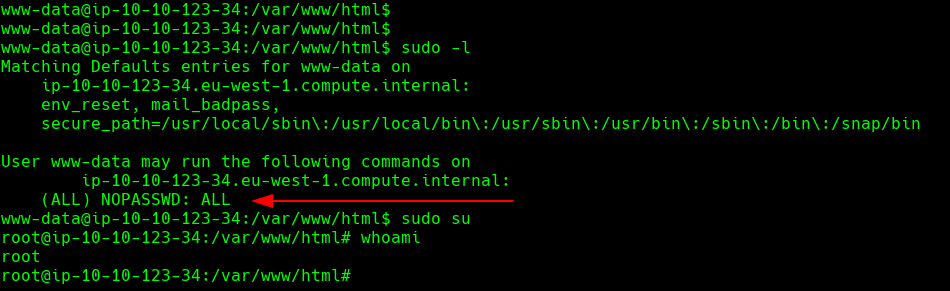 www-data@ip-10-10-123-34:/var/www/html$
www-data@ip-10-10-123-34:/var/www/html$
www-data@ip-10-10-123-34:/var/www/html$ sudo -l
Matching Defaults entries for www-data on
    ip-10-10-123-34.eu-west-1.compute.internal:
    env_reset, mail_badpass,
    secure_path=/usr/local/sbin\:/usr/local/bin\:/usr/sbin\:/usr/bin\:/sbin\:/bin\:/snap/bin

User www-data may run the following commands on
        ip-10-10-123-34.eu-west-1.compute.internal:
    (ALL) NOPASSWD: ALL
www-data@ip-10-10-123-34:/var/www/html$ sudo su
root@ip-10-10-123-34:/var/www/html# whoami
root
root@ip-10-10-123-34:/var/www/html#